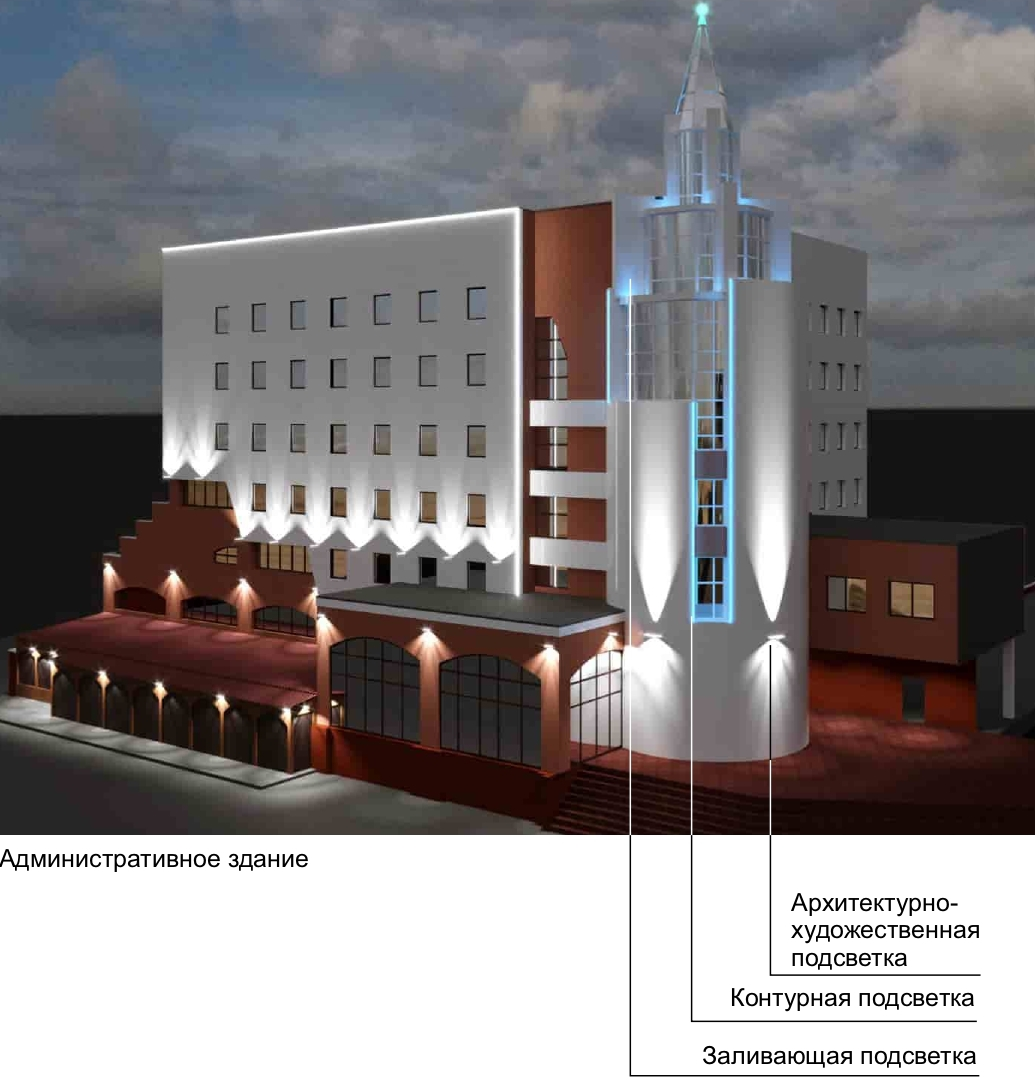 Административное здание
Архитектурно-
художественная
подсветка
Контурная подсветка
Заливающая подсветка